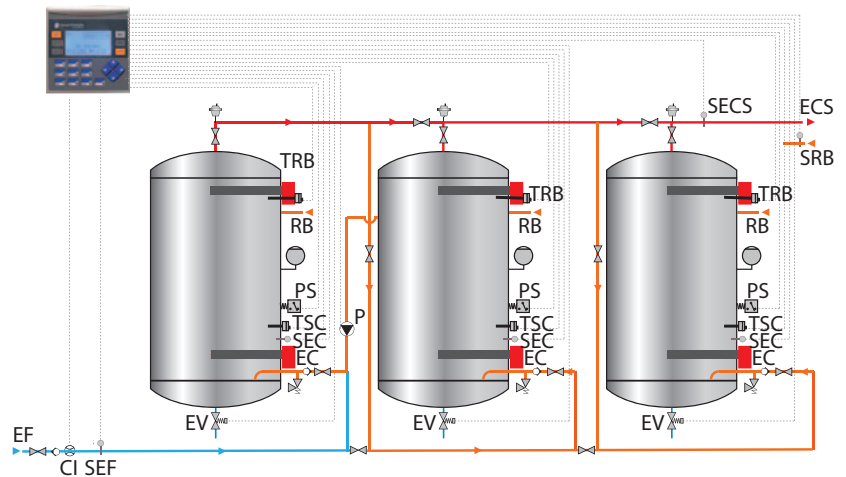 SECS
ECS
SRB
TRB
TRB
TRB
RB
RB
RB
PS
PS
PS
P
TSC
TSC
TSC
SEC
SEC
SEC
EC
EC
EC
EV
EV
EV
EF
CI
SEF